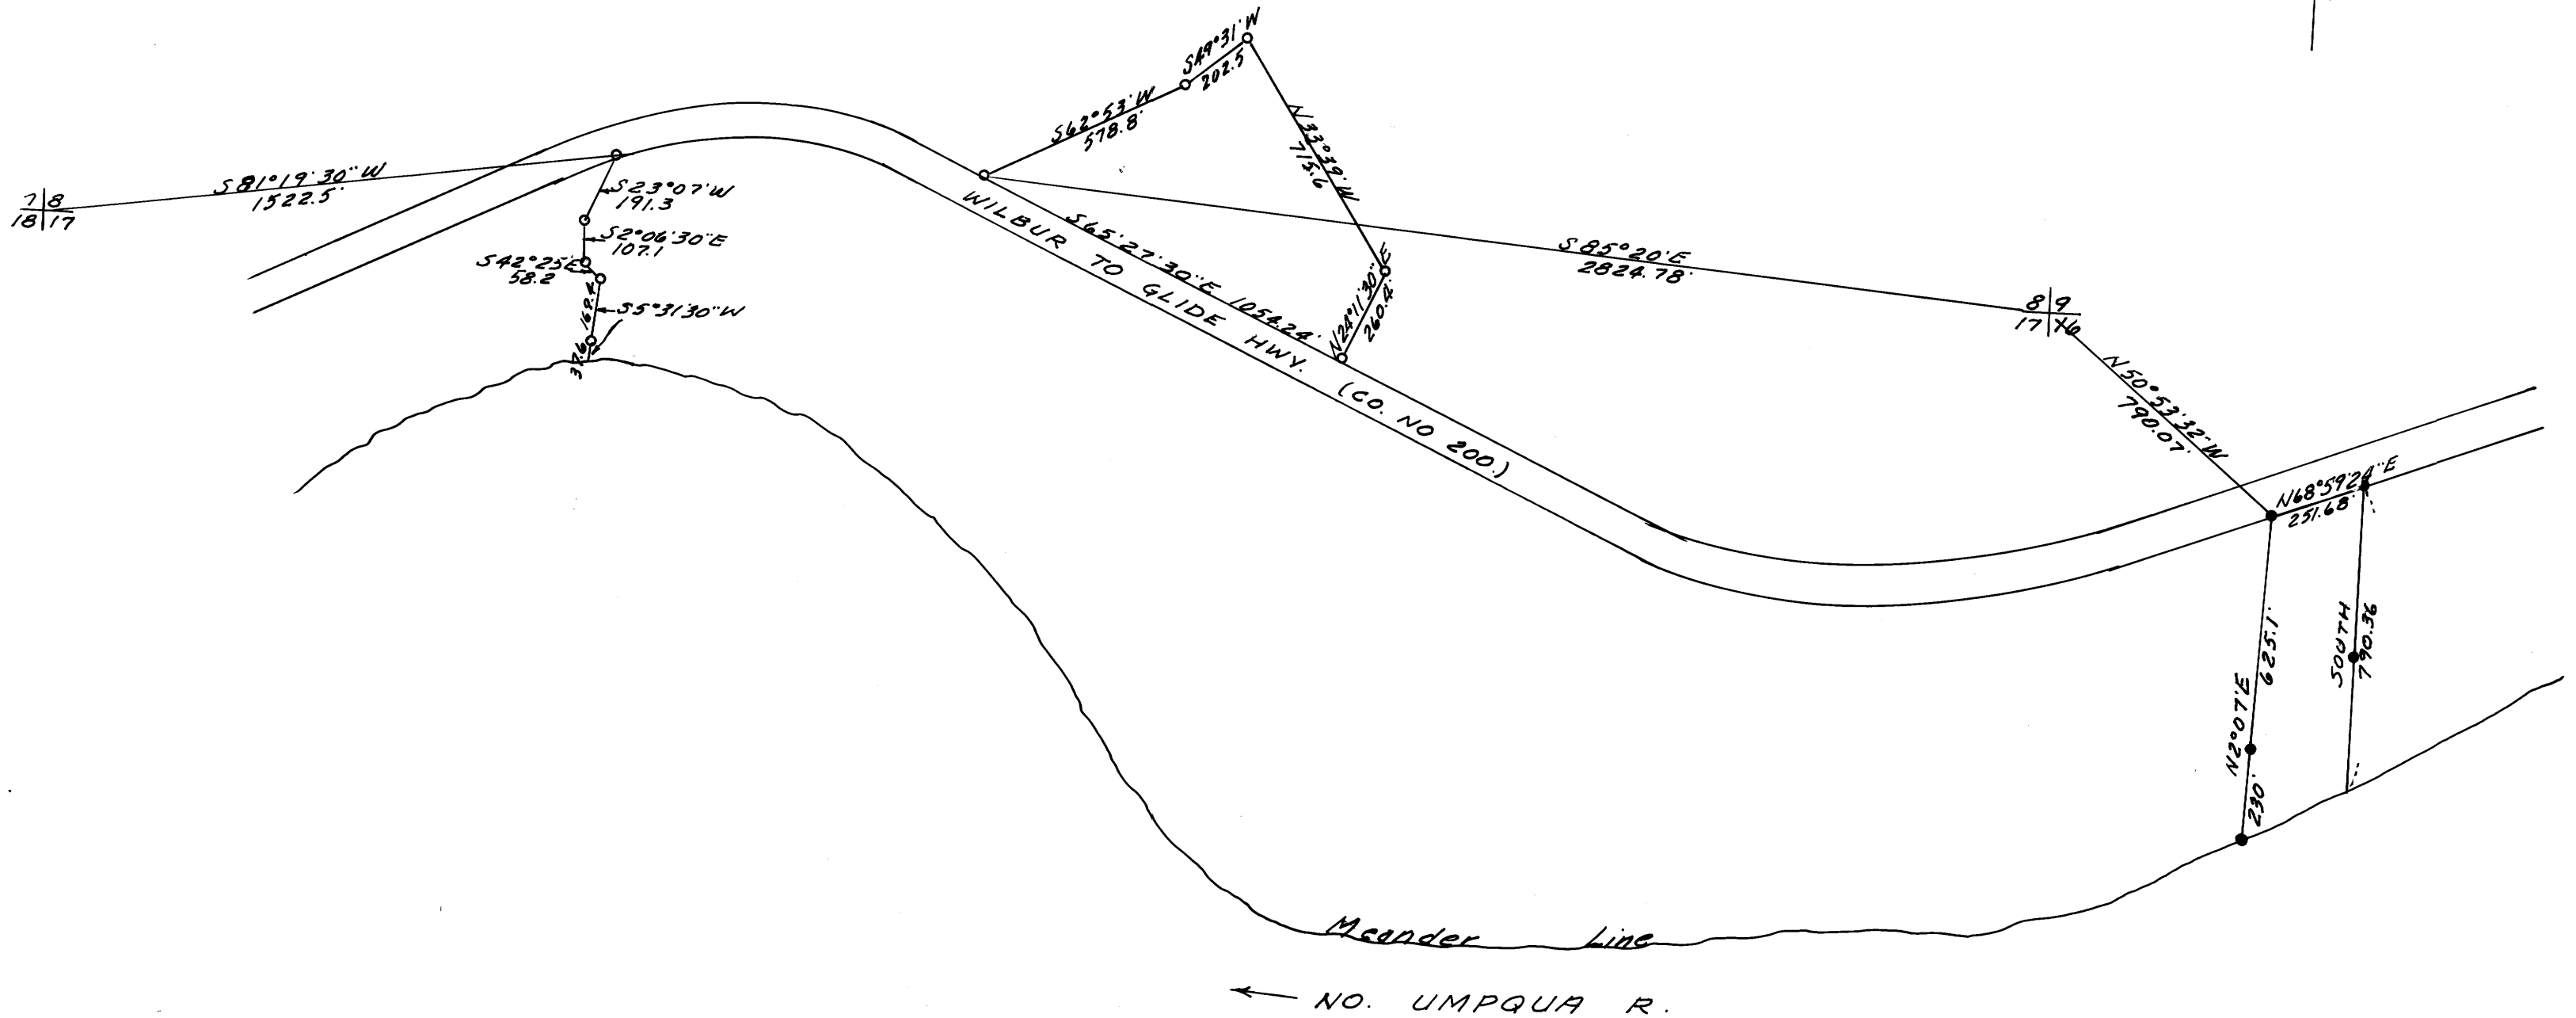 S49°31'W
202.5
S62°53'W
578.8'
N33°39'W
715.6
S81°19'30"W
1522.5'
7 8
18 17
S23°07'W
191.3
S2°06'30"E
107.1
S42°25'E
58.2
S5°31'30"W
37.6
WILBUR TO GLIDE HWY. (CO. NO 200.)
S65°27'30"E 1054.24'
N24°11'30"E
260.4'
S85°20'E
2824.78'
8 9
17 16
N50°53'32"W
790.07'
N68°59'24"E
251.68'
N2°07'E
625.1'
230'
SOUTH
790.36
Meander Line
NO. UMPQUA R.